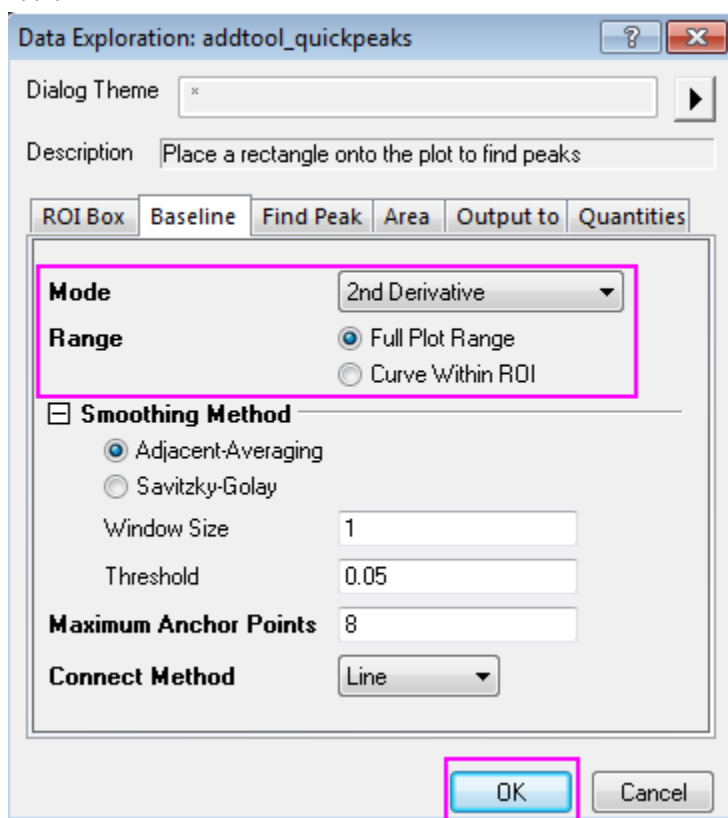 Data Exploration: addtool_quickpeaks ?
Dialog Theme *
Description Place a rectangle onto the plot to find peaks
ROI Box Baseline Find Peak Area Output to Quantities
Mode 2nd Derivative
Range Full Plot Range
Curve Within ROI
Smoothing Method
Adjacent-Averaging
Savitzky-Golay
Window Size 1
Threshold 0.05
Maximum Anchor Points 8
Connect Method Line
OK Cancel